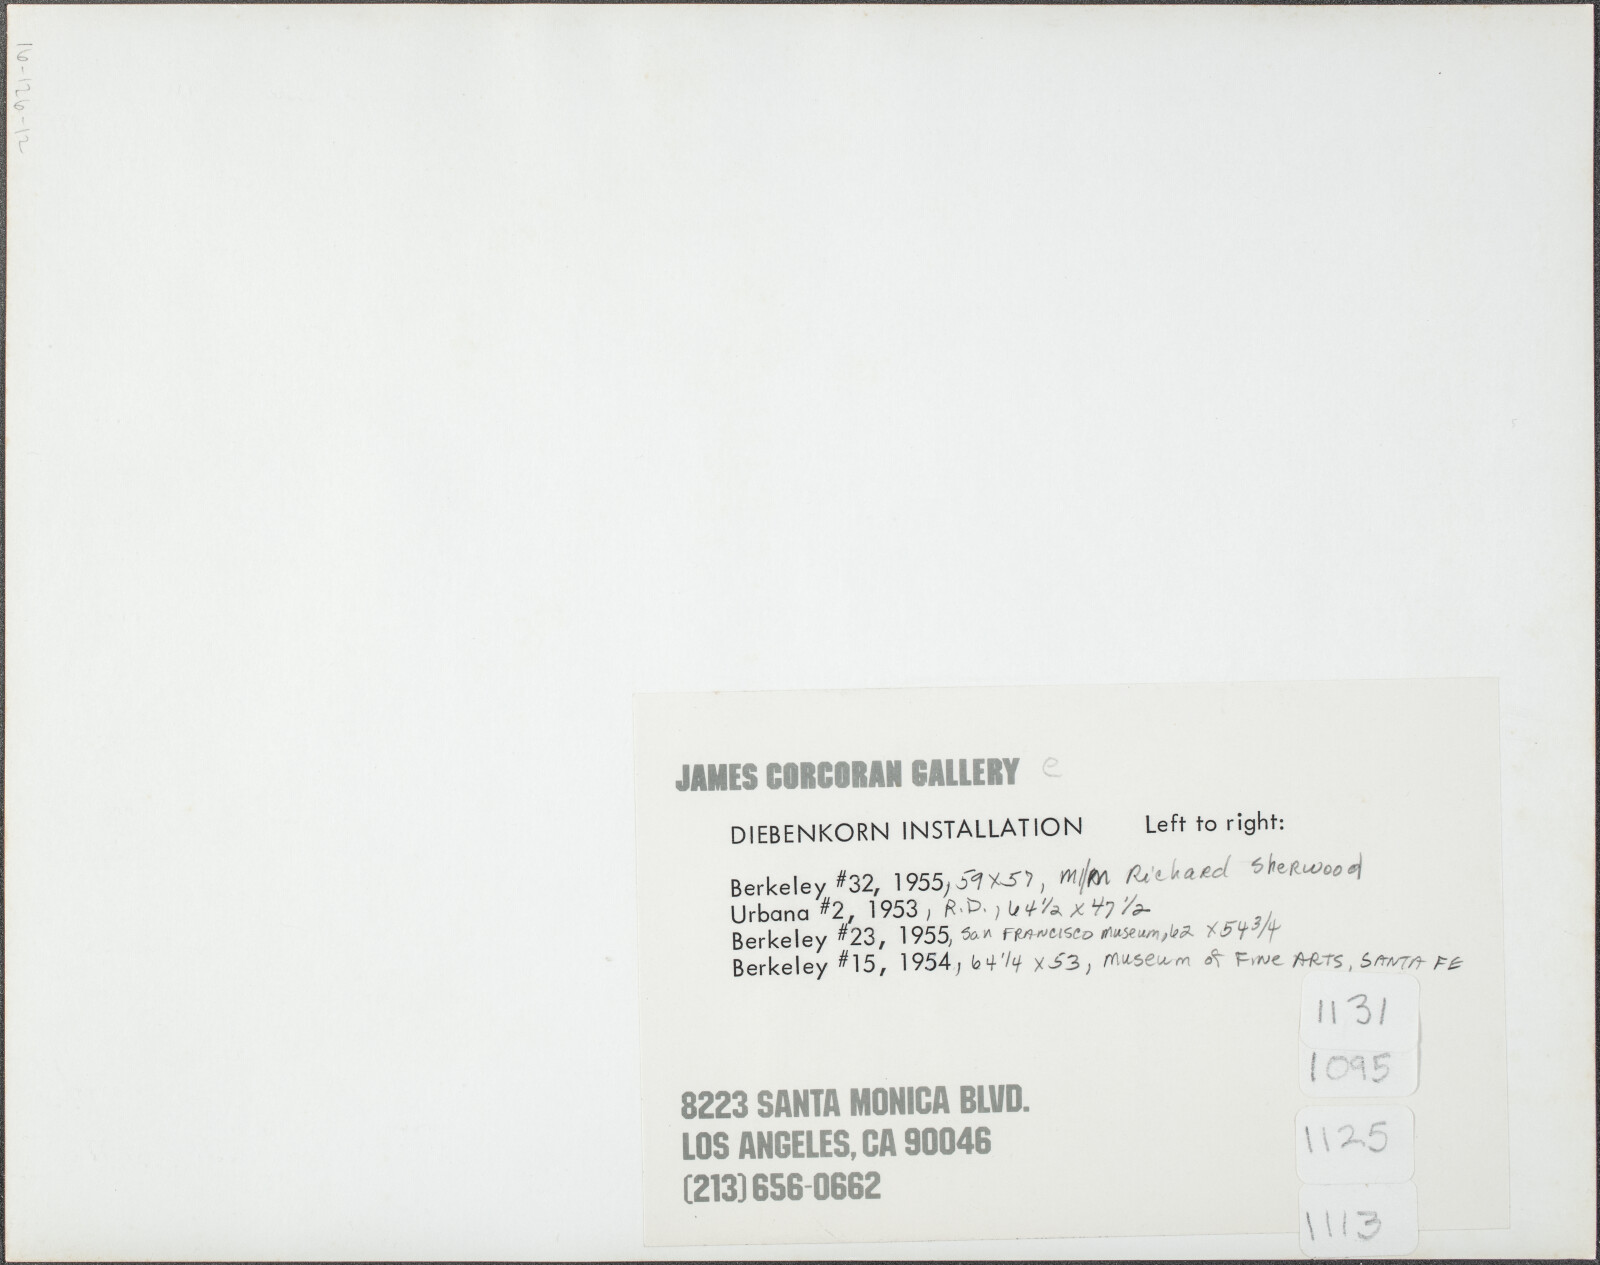 16-126-12
JAMES CORCORAN GALLERY e
DIEBENKORN INSTALLATION Left to right:
Berkeley #32, 1955, 59x57, M/M Richard Sherwood
Urbana #2, 1953, R.D., 64 1/2 x 47 1/2
Berkeley #23, 1955, San Francisco Museum, 62 x 54 3/4
Berkeley #15, 1954, 64 1/4 x 53, Museum of Fine Arts, SANTA FE
1131
1095
1125
1113
8223 SANTA MONICA BLVD.
LOS ANGELES, CA 90046
(213) 656-0662